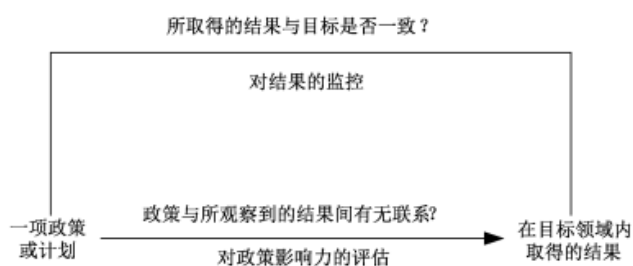 所取得的结果与目标是否一致？
对结果的监控
政策与所观察到的结果间有无联系?
一项政策
或计划
对政策影响力的评估
在目标领域内
取得的结果